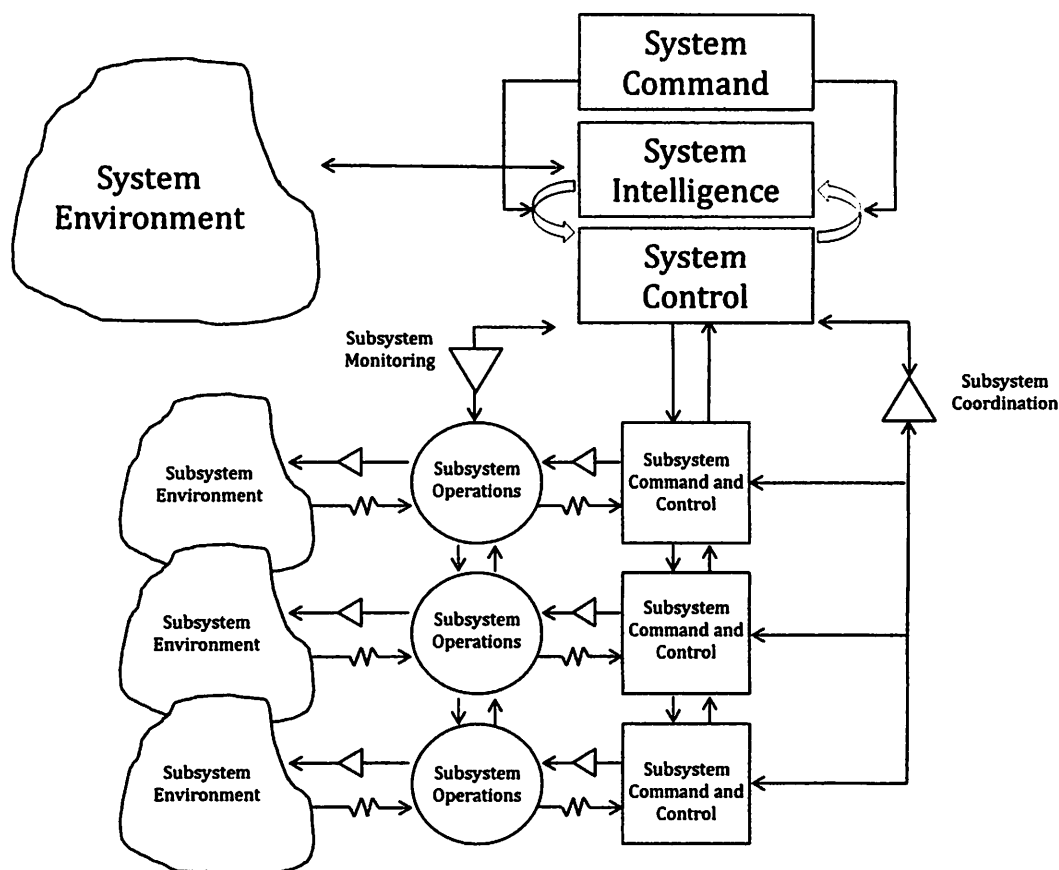 System
Command
System
Environment
System
Intelligence
System
Control
Subsystem
Monitoring
Subsystem
Coordination
Subsystem
Environment
Subsystem
Operations
Subsystem
Command and
Control
Subsystem
Environment
Subsystem
Operations
Subsystem
Command and
Control
Subsystem
Environment
Subsystem
Operations
Subsystem
Command and
Control